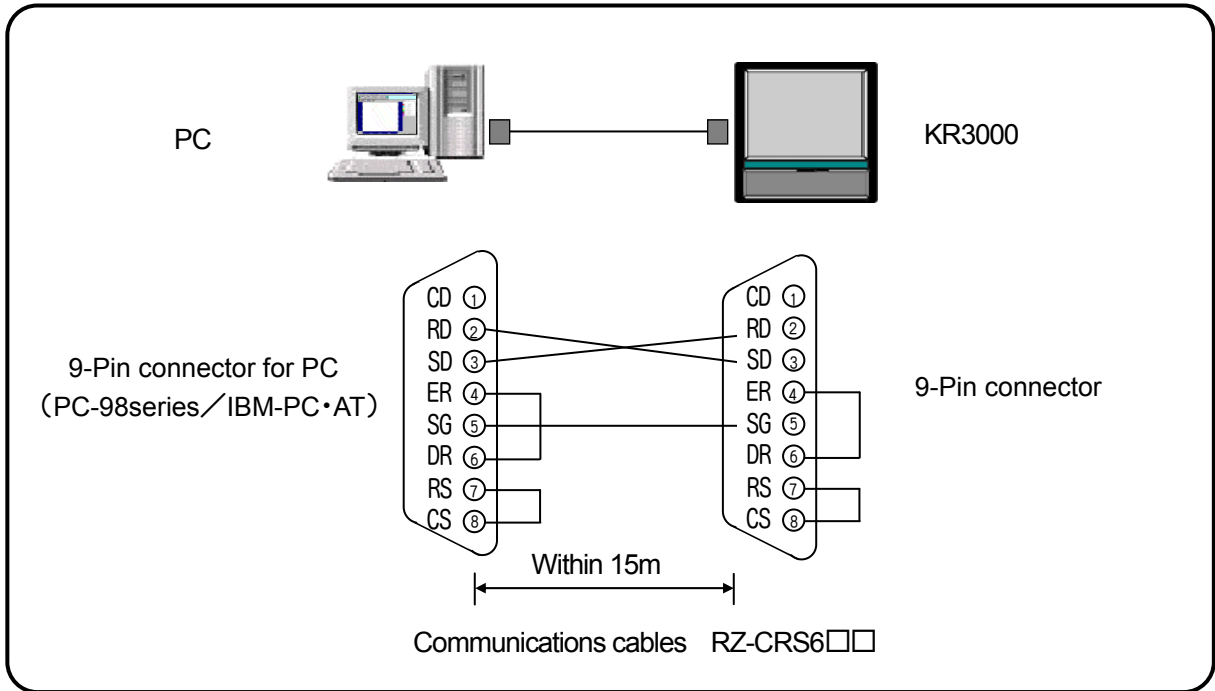 PC
KR3000
9-Pin connector for PC
(PC-98series／IBM-PC・AT)
CD ①
RD ②
SD ③
ER ④
SG ⑤
DR ⑥
RS ⑦
CS ⑧
CD ①
RD ②
SD ③
ER ④
SG ⑤
DR ⑥
RS ⑦
CS ⑧
9-Pin connector
Within 15m
Communications cables RZ-CRS6□□